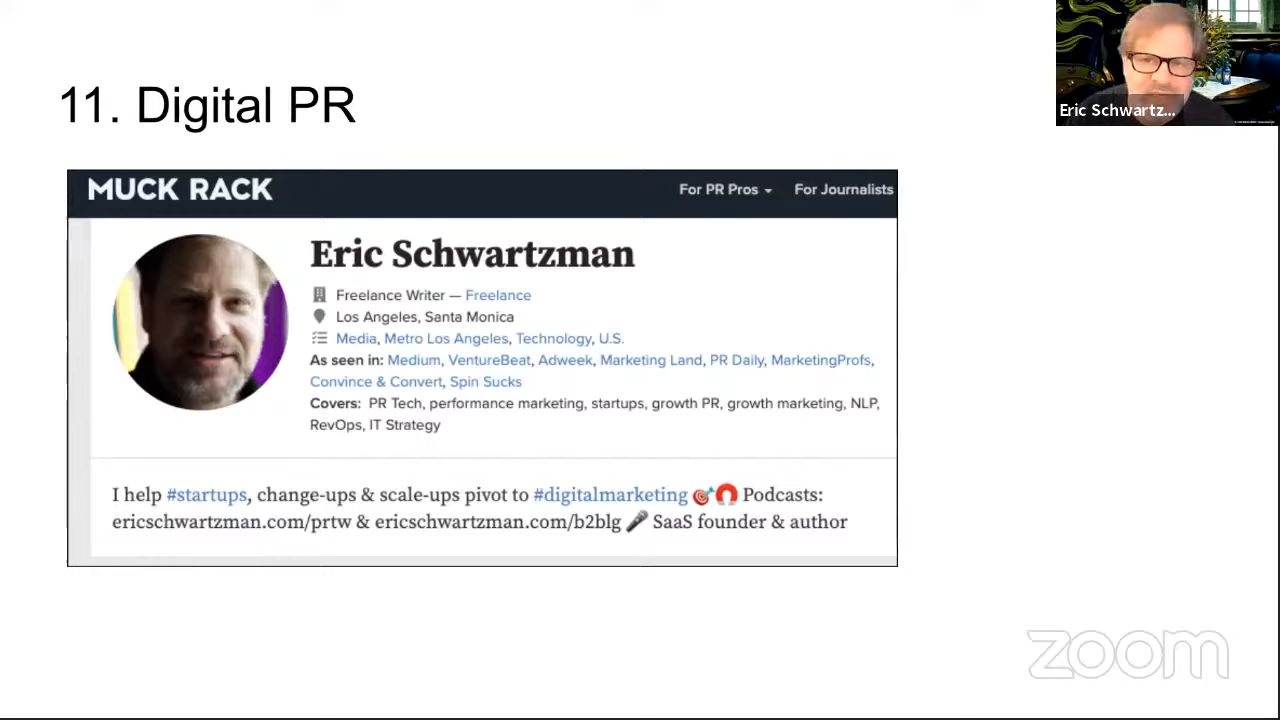 11. Digital PR
Eric Schwartz...
MUCK RACK
For PR Pros
For Journalists
Eric Schwartzman
Freelance Writer — Freelance
Los Angeles, Santa Monica
Media, Metro Los Angeles, Technology, U.S.
As seen in: Medium, VentureBeat, Adweek, Marketing Land, PR Daily, MarketingProfs,
Convince & Convert, Spin Sucks
Covers: PR Tech, performance marketing, startups, growth PR, growth marketing, NLP,
RevOps, IT Strategy
I help #startups, change-ups & scale-ups pivot to #digitalmarketing 🎯🧲 Podcasts:
ericschwartzman.com/prtw & ericschwartzman.com/b2blg 🎤 SaaS founder & author
zoom